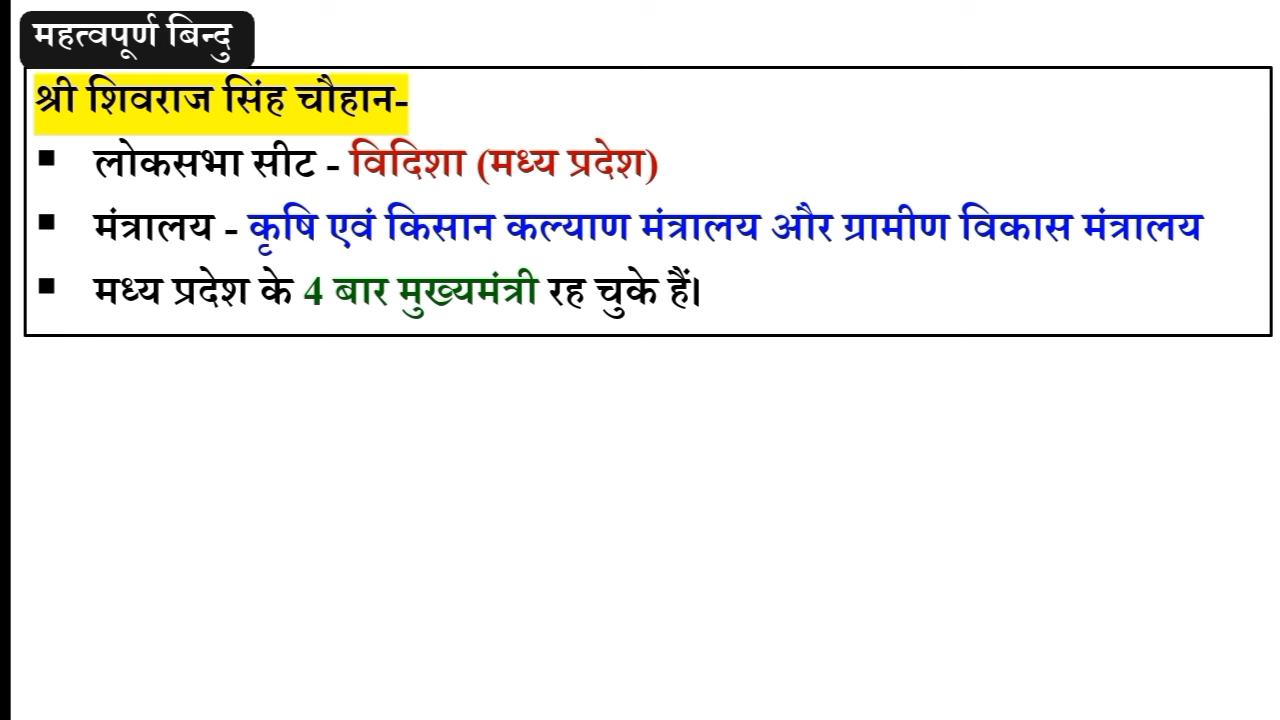 महत्वपूर्ण बिन्दु
श्री शिवराज सिंह चौहान-
▪ लोकसभा सीट - विदिशा (मध्य प्रदेश)
▪ मंत्रालय - कृषि एवं किसान कल्याण मंत्रालय और ग्रामीण विकास मंत्रालय
▪ मध्य प्रदेश के 4 बार मुख्यमंत्री रह चुके हैं।